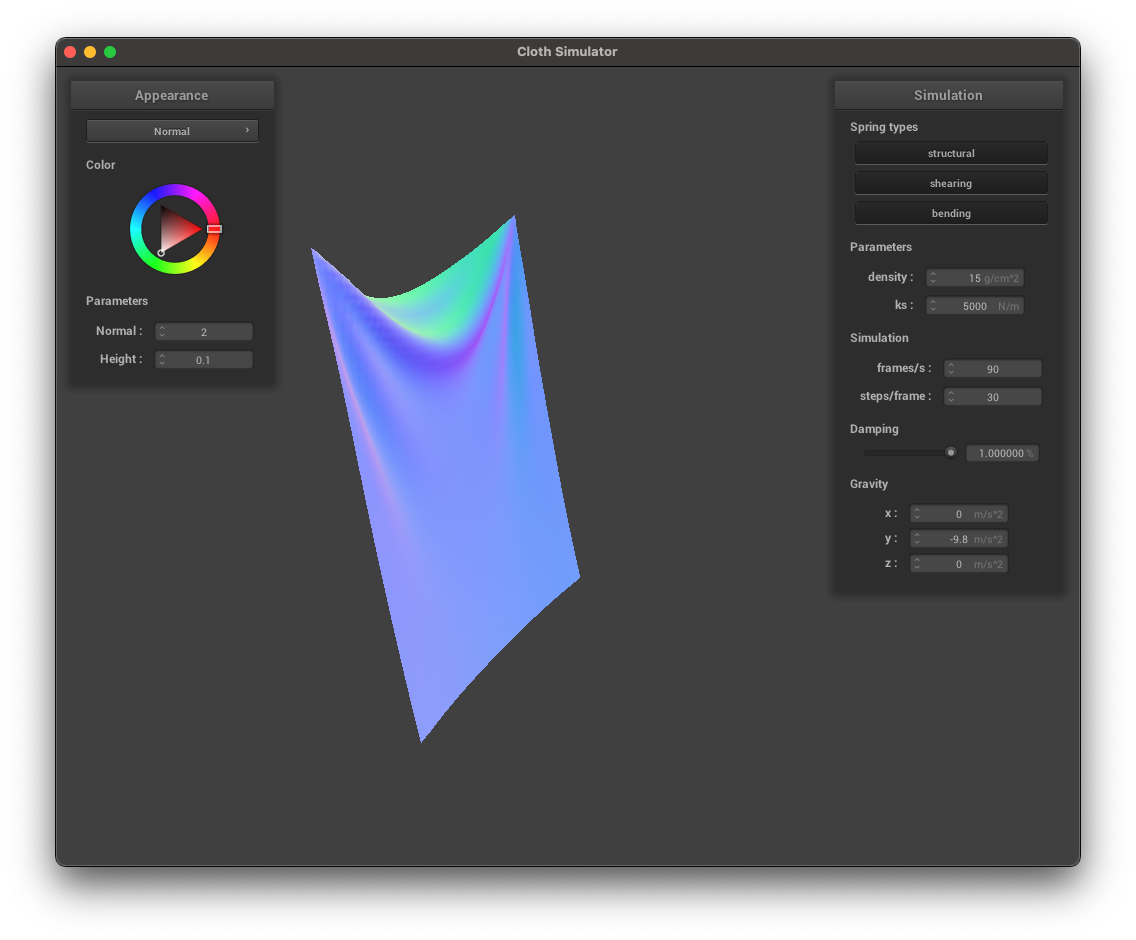 Cloth Simulator
Appearance
Normal
Color
Parameters
Normal : 2
Height : 0.1
Simulation
Spring types
structural
shearing
bending
Parameters
density : 15 g/cm^2
ks : 5000 N/m
Simulation
frames/s : 90
steps/frame : 30
Damping
1.000000 %
Gravity
x : 0 m/s^2
y : -9.8 m/s^2
z : 0 m/s^2